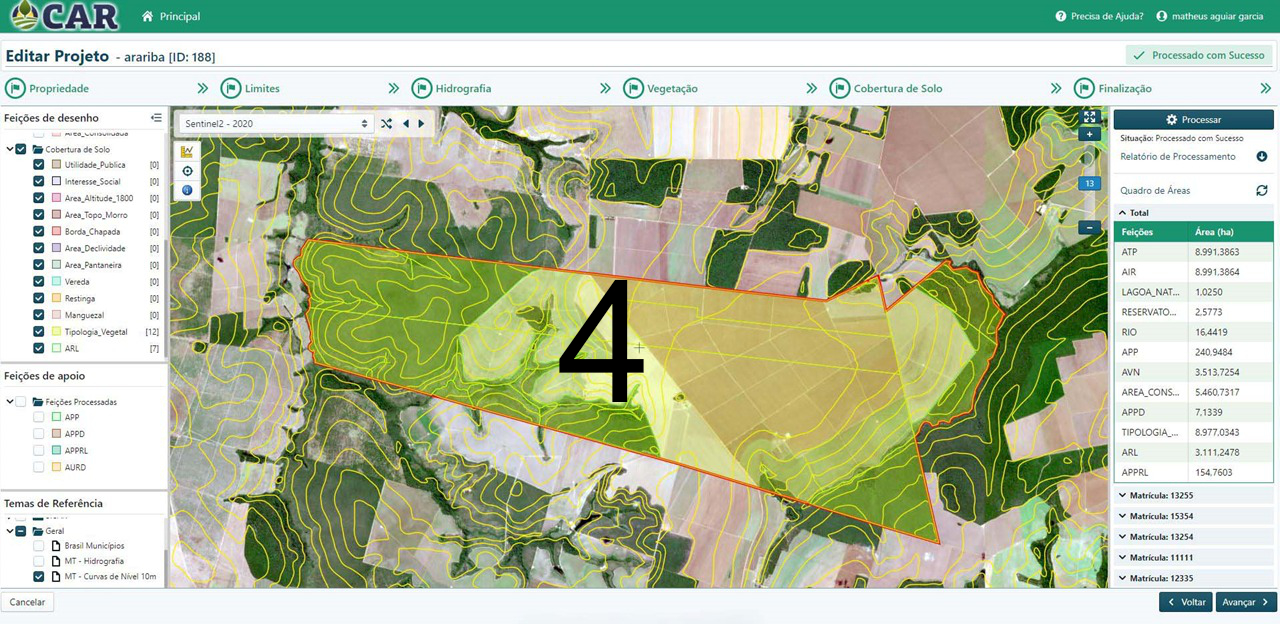 CAR
Principal
Precisa de Ajuda?
matheus aguiar garcia
Editar Projeto - arariba [ID: 188]
Processado com Sucesso
Propriedade
Limites
Hidrografia
Vegetação
Cobertura de Solo
Finalização
Feições de desenho
Area_Consolidada
Cobertura de Solo
Utilidade_Publica [0]
Interesse_Social [0]
Area_Altitude_1800 [0]
Area_Topo_Morro [0]
Borda_Chapada [0]
Area_Declividade [0]
Area_Pantaneira [0]
Vereda [0]
Restinga [0]
Manguezal [0]
Tipologia_Vegetal [12]
ARL [7]
Feições de apoio
Feições Processadas
APP
APPD
APPRL
AURD
Temas de Referência
Geral
Brasil Municípios
MT - Hidrografia
MT - Curvas de Nível 10m
Cancelar
Sentinel2 - 2020
+
13
−
4
Processar
Situação: Processado com Sucesso
Relatório de Processamento
Quadro de Áreas
Total
Feições Área (ha)
ATP 8.991.3863
AIR 8.991.3864
LAGOA_NAT... 1,0250
RESERVATO... 2.5773
RIO 16,4419
APP 240.9484
AVN 3.513.7254
AREA_CONS... 5.460.7317
APPD 7.1339
TIPOLOGIA_... 8.977.0343
ARL 3.111.2478
APPRL 154.7603
Matrícula: 13255
Matrícula: 15354
Matrícula: 13254
Matrícula: 11111
Matrícula: 12335
Voltar
Avançar